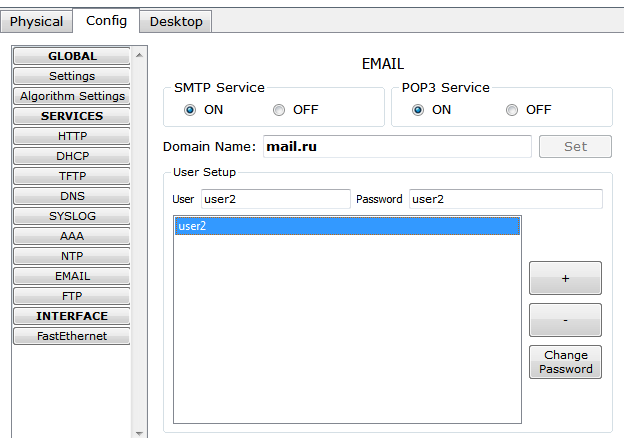 Physical Config Desktop
GLOBAL
Settings
Algorithm Settings
SERVICES
HTTP
DHCP
TFTP
DNS
SYSLOG
AAA
NTP
EMAIL
FTP
INTERFACE
FastEthernet
EMAIL
SMTP Service
ON OFF
POP3 Service
ON OFF
Domain Name: mail.ru Set
User Setup
User user2 Password user2
user2
+
-
Change
Password